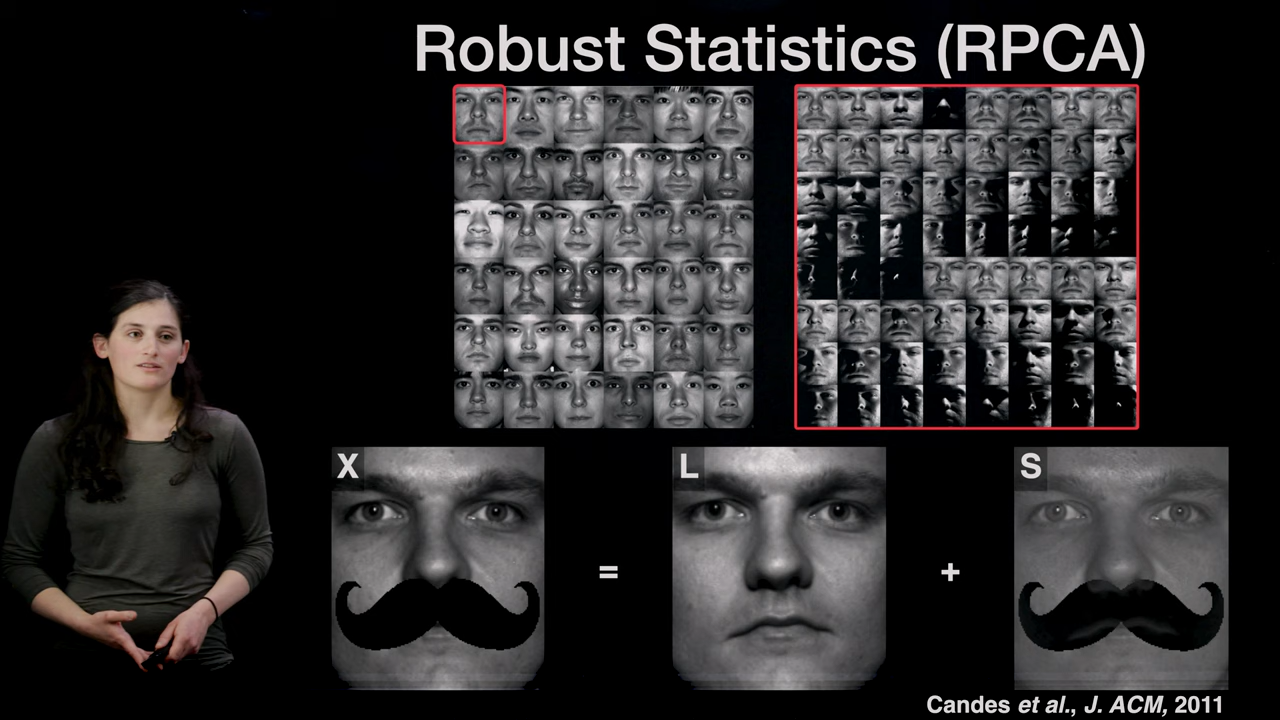 Robust Statistics (RPCA)
X
=
L
+
S
Candes et al., J. ACM, 2011